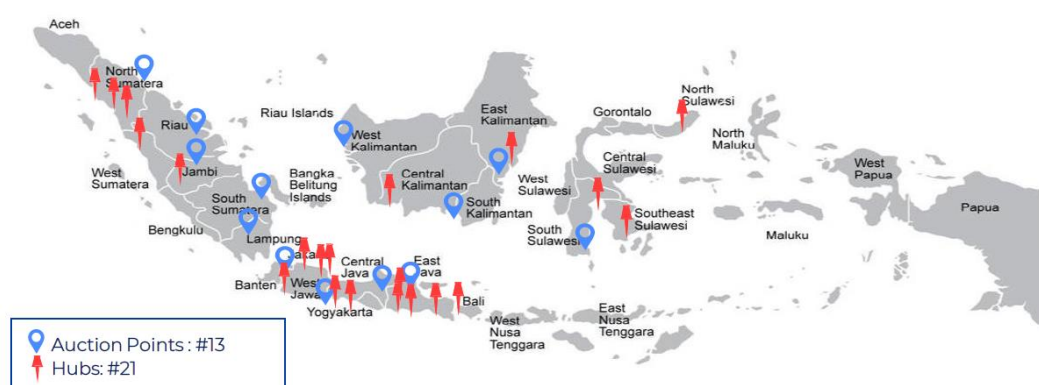 Aceh
North
Sumatera
Riau
Riau Islands
West
Kalimantan
East
Kalimantan
Gorontalo
North
Sulawesi
North
Maluku
West
Sumatera
Jambi
Bangka
Belitung
Islands
Central
Kalimantan
West
Sulawesi
Central
Sulawesi
West
Papua
South
Sumatera
South
Kalimantan
Southeast
Sulawesi
Papua
Bengkulu
Lampung
South
Sulawesi
Maluku
Banten
West
Jawa
Central
Java
East
Java
Yogyakarta
Bali
West
Nusa
Tenggara
East
Nusa
Tenggara
Auction Points : #13
Hubs: #21